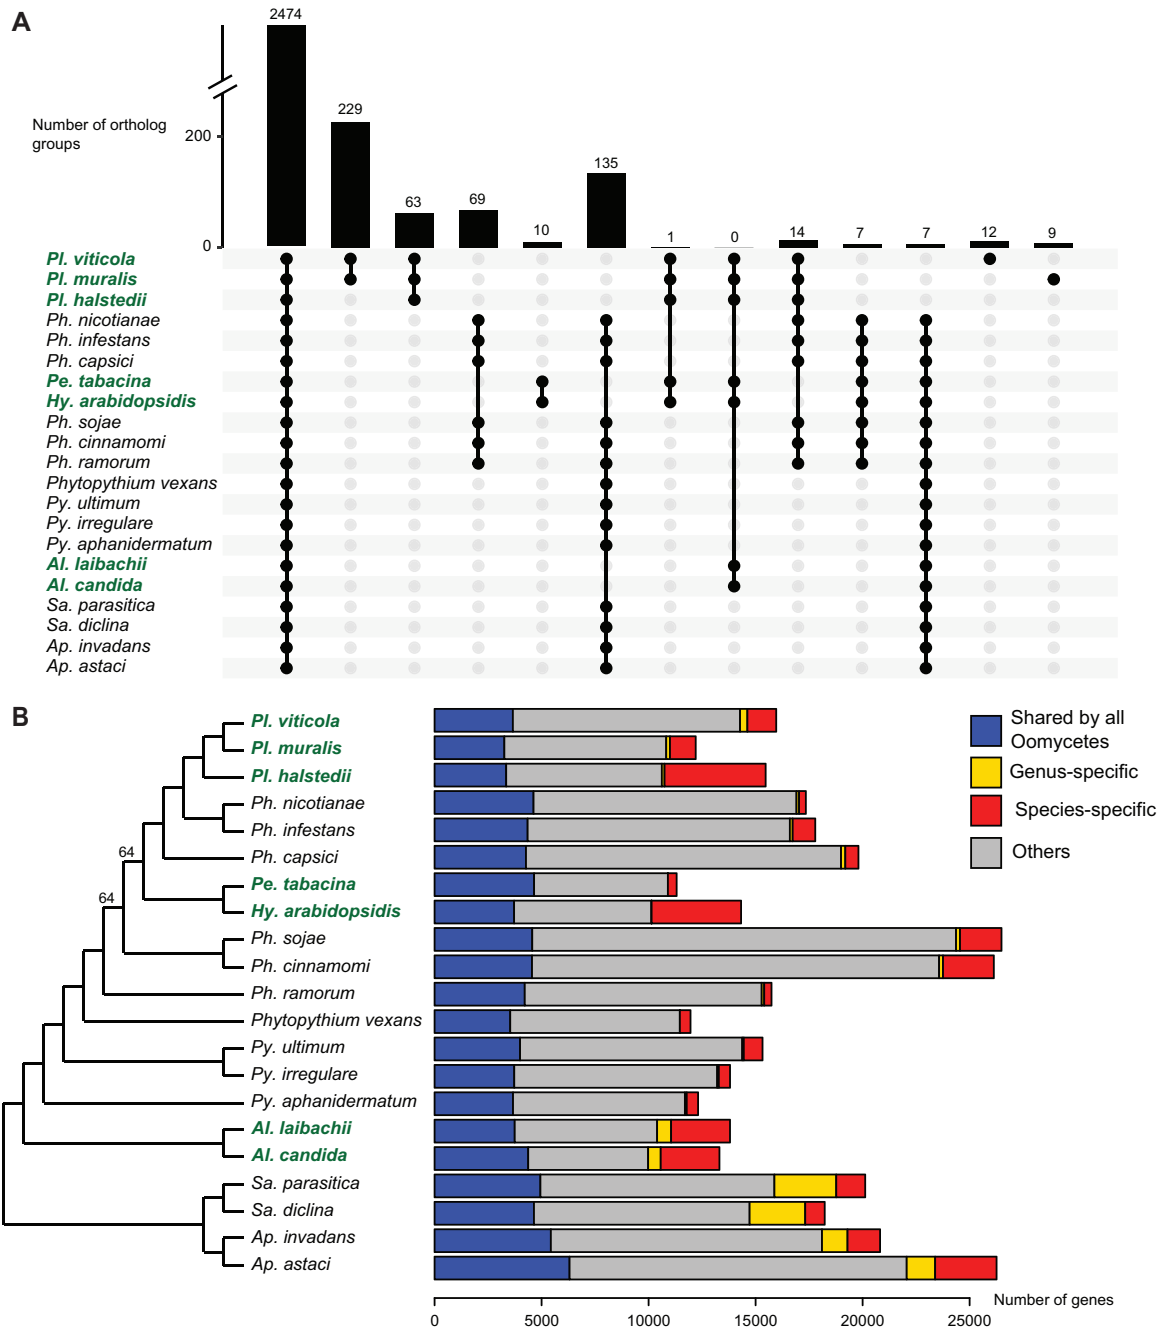 A
2474
229
63
69
10
135
1
0
14
7
7
12
9
Number of ortholog
groups
200
0
Pl. viticola
Pl. muralis
Pl. halstedii
Ph. nicotianae
Ph. infestans
Ph. capsici
Pe. tabacina
Hy. arabidopsidis
Ph. sojae
Ph. cinnamomi
Ph. ramorum
Phytopythium vexans
Py. ultimum
Py. irregulare
Py. aphanidermatum
Al. laibachii
Al. candida
Sa. parasitica
Sa. diclina
Ap. invadans
Ap. astaci
B
64
64
Pl. viticola
Pl. muralis
Pl. halstedii
Ph. nicotianae
Ph. infestans
Ph. capsici
Pe. tabacina
Hy. arabidopsidis
Ph. sojae
Ph. cinnamomi
Ph. ramorum
Phytopythium vexans
Py. ultimum
Py. irregulare
Py. aphanidermatum
Al. laibachii
Al. candida
Sa. parasitica
Sa. diclina
Ap. invadans
Ap. astaci
Shared by all
Oomycetes
Genus-specific
Species-specific
Others
Number of genes
0
5000
10000
15000
20000
25000